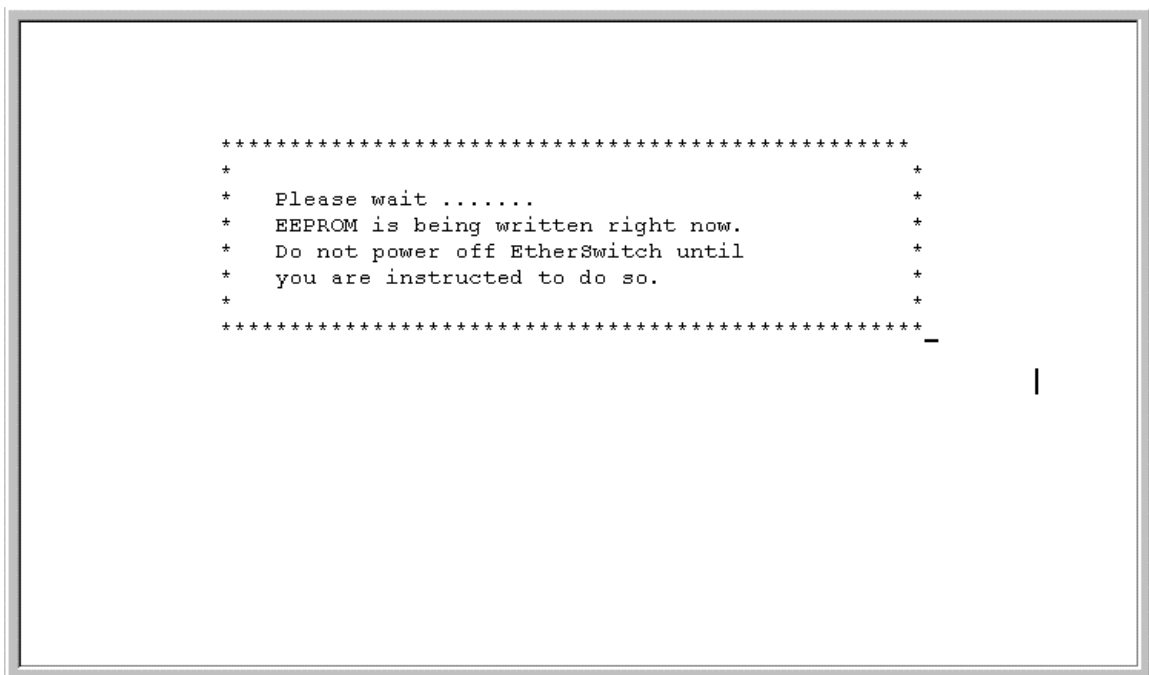 **************************************************
* *
* Please wait ....... *
* EEPROM is being written right now. *
* Do not power off EtherSwitch until *
* you are instructed to do so. *
* *
***************************************************